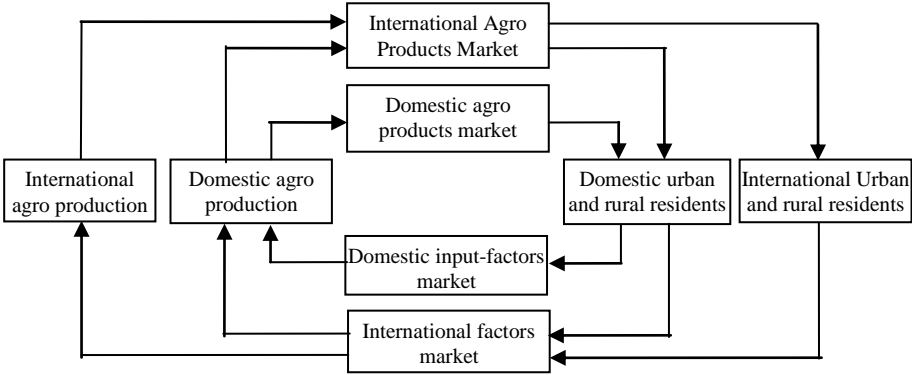 International Agro
Products Market
Domestic agro
products market
International
agro production
Domestic agro
production
Domestic urban
and rural residents
International Urban
and rural residents
Domestic input-factors
market
International factors
market